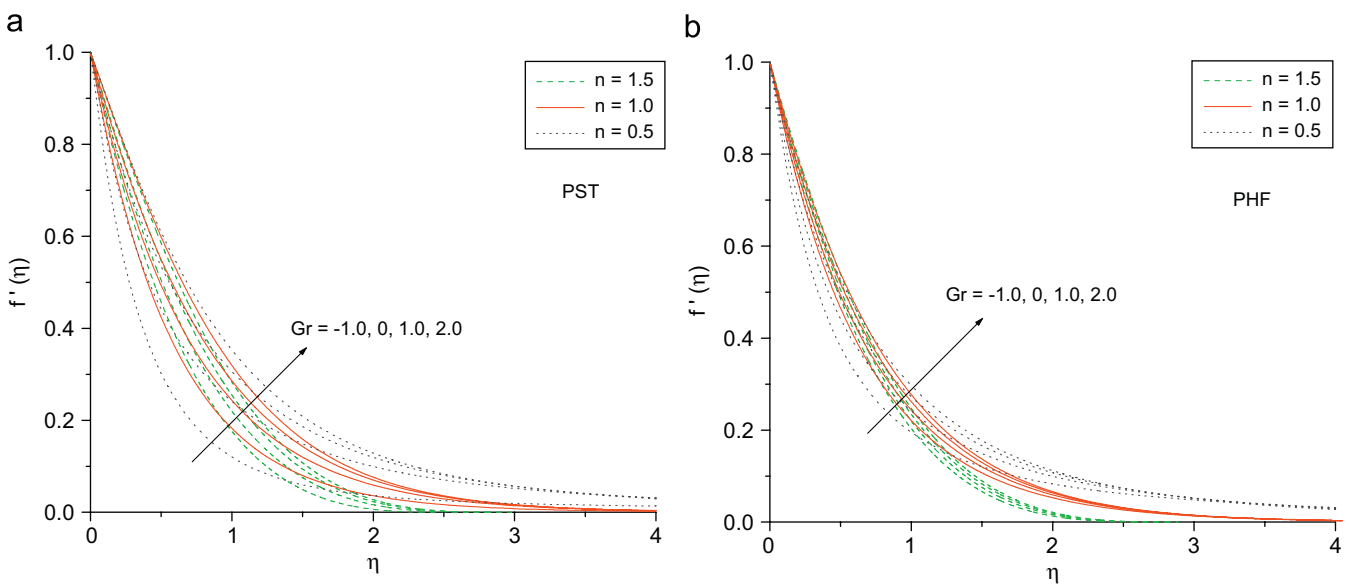 a
1.0
0.8
0.6
0.4
0.2
0.0
f ' (η)
0
1
2
3
4
η
n = 1.5
n = 1.0
n = 0.5
PST
Gr = -1.0, 0, 1.0, 2.0
b
1.0
0.8
0.6
0.4
0.2
0.0
f ' (η)
0
1
2
3
4
η
n = 1.5
n = 1.0
n = 0.5
PHF
Gr = -1.0, 0, 1.0, 2.0